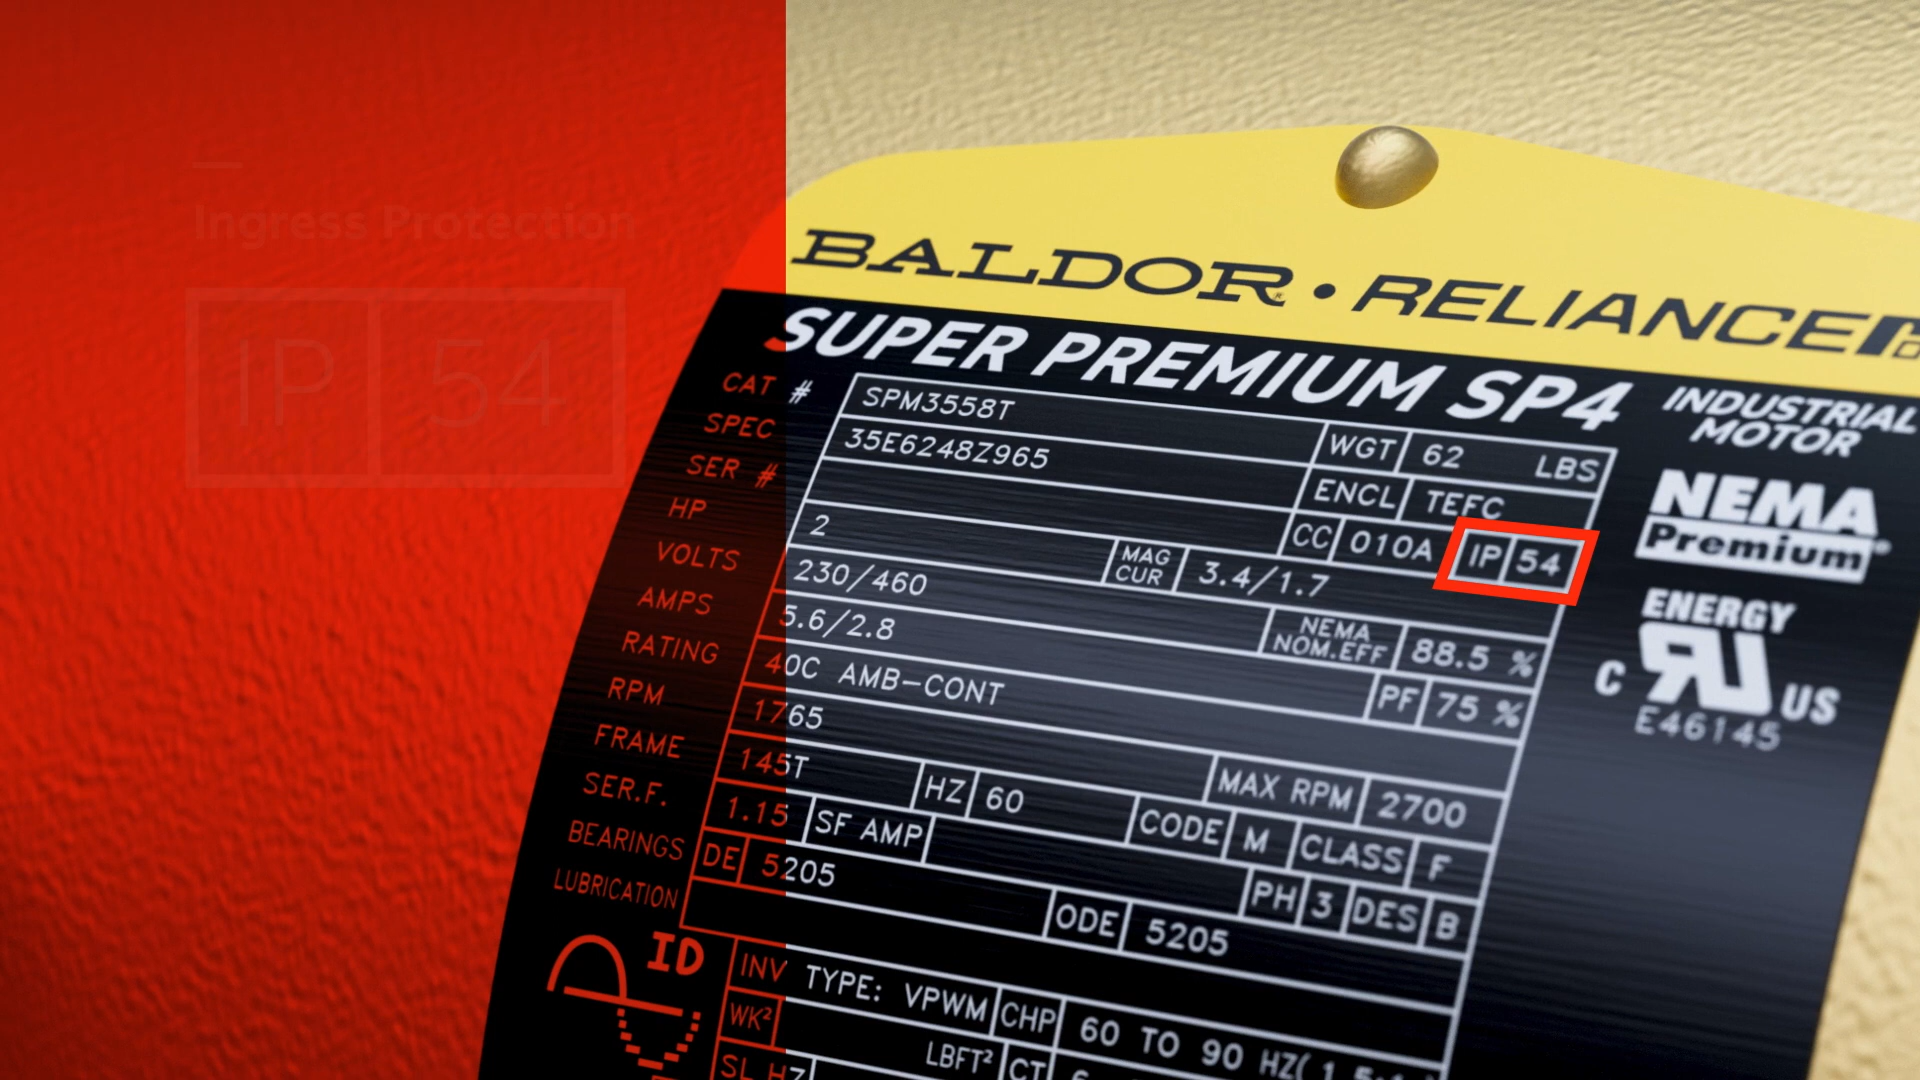 Ingress Protection
IP 54
BALDOR • RELIANCE
SUPER PREMIUM SP4
INDUSTRIAL
MOTOR
CAT # SPM3558T WGT 62 LBS
SPEC 35E6248Z965 ENCL TEFC
SER # CC 010A IP 54
HP 2 MAG CUR 3.4/1.7
VOLTS 230/460 NEMA NOM.EFF 88.5 %
AMPS 5.6/2.8 PF 75 %
RATING 40C AMB-CONT
RPM 1765 MAX RPM 2700
FRAME 145T HZ 60 CODE M CLASS F
SER.F. 1.15 SF AMP PH 3 DES B
BEARINGS DE 5205 ODE 5205
LUBRICATION
ID
INV TYPE: VPWM CHP 60 TO 90 HZ(
WK² LBFT² CT
SL HZ
NEMA
Premium®
ENERGY
C RU US
E46145